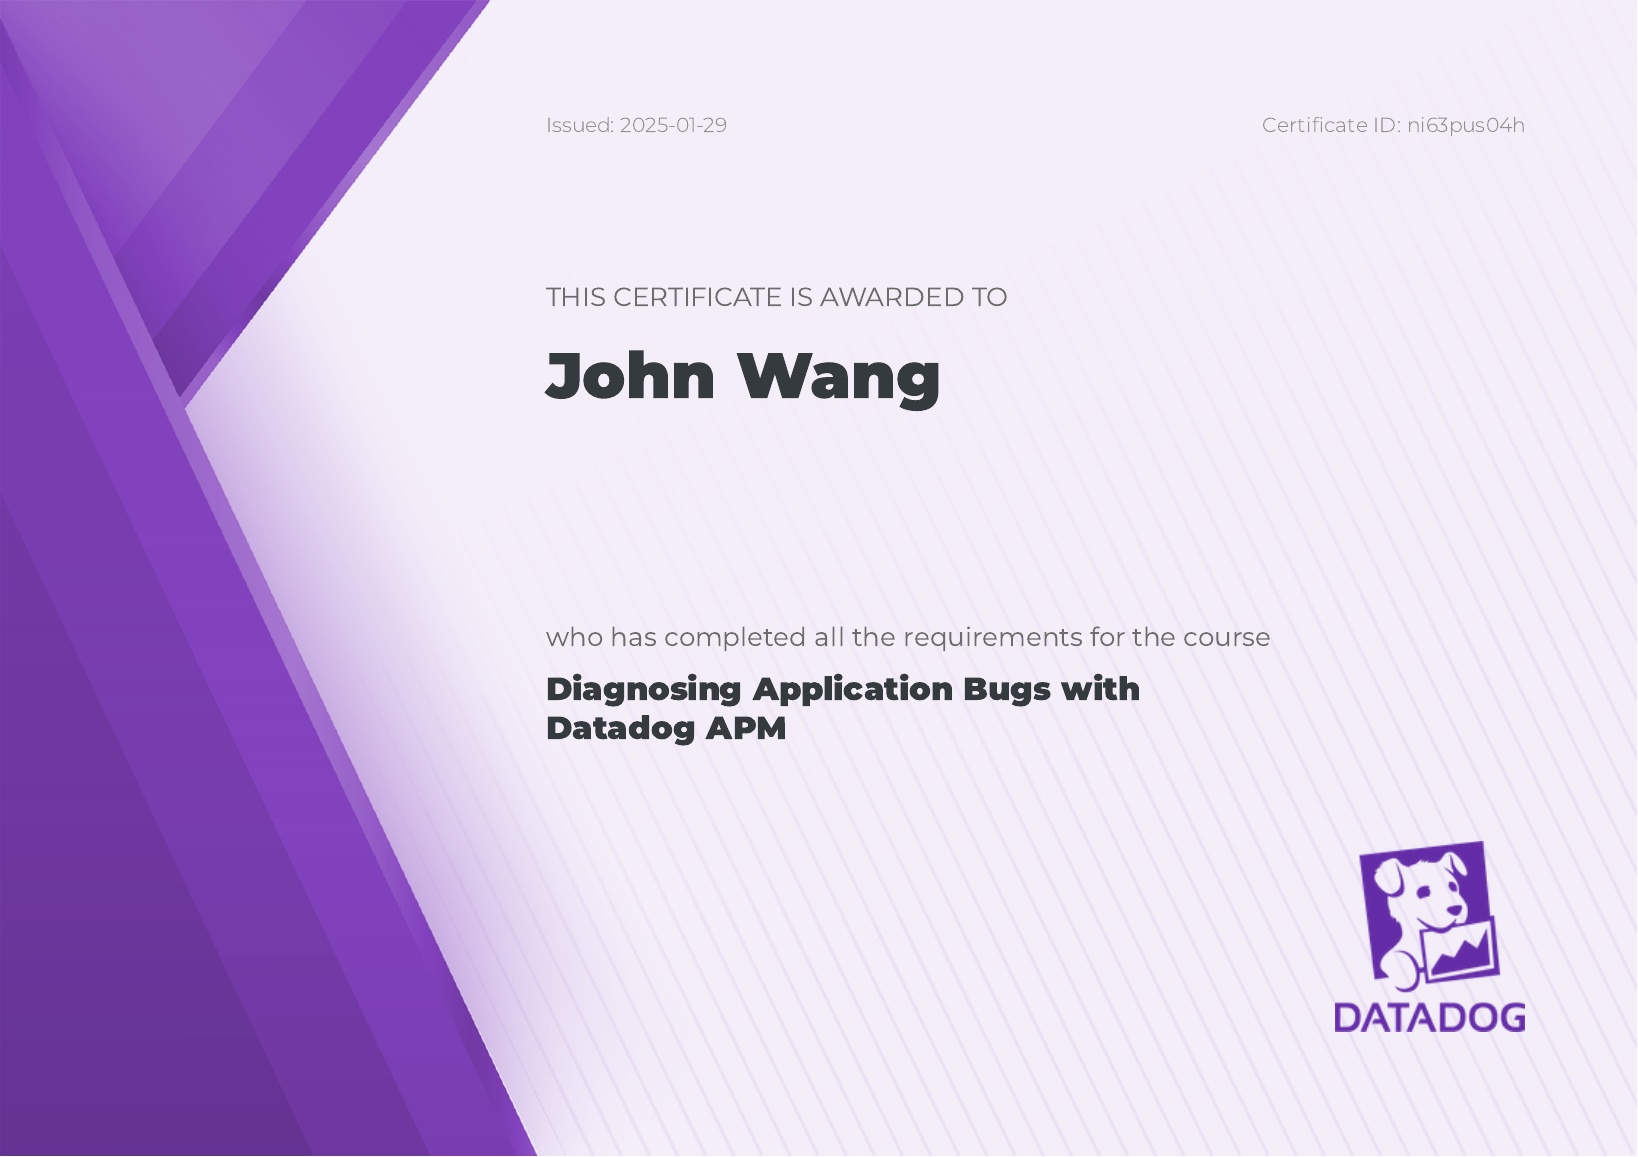 Issued: 2025-01-29
Certificate ID: ni63pus04h
THIS CERTIFICATE IS AWARDED TO
John Wang
who has completed all the requirements for the course
Diagnosing Application Bugs with
Datadog APM
DATADOG